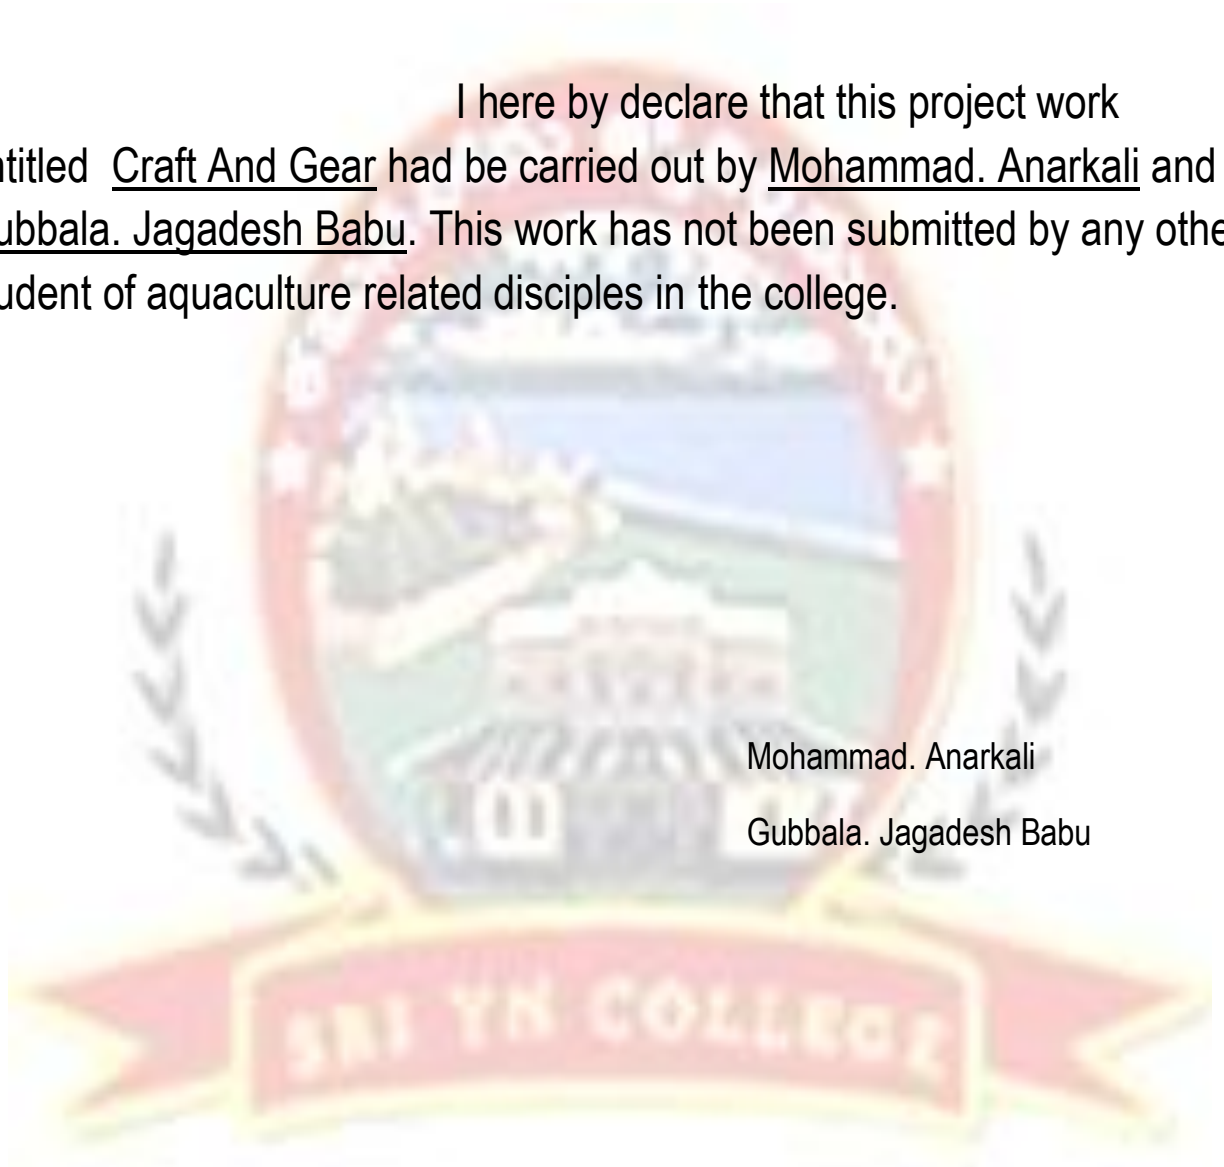 I here by declare that this project work
ntitled Craft And Gear had be carried out by Mohammad. Anarkali and
ubbala. Jagadesh Babu. This work has not been submitted by any othe
udent of aquaculture related disciples in the college.
Mohammad. Anarkali
Gubbala. Jagadesh Babu
SRI YN COLLEGE